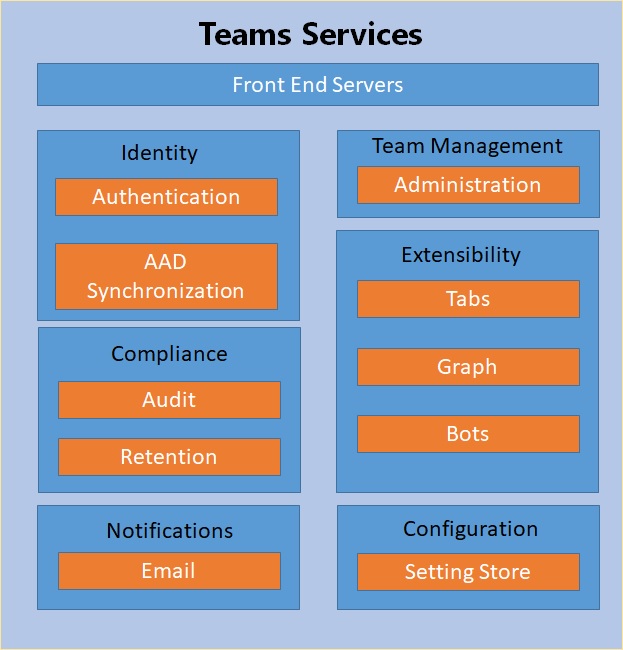 Teams Services
Front End Servers
Identity
Authentication
AAD
Synchronization
Compliance
Audit
Retention
Notifications
Email
Team Management
Administration
Extensibility
Tabs
Graph
Bots
Configuration
Setting Store